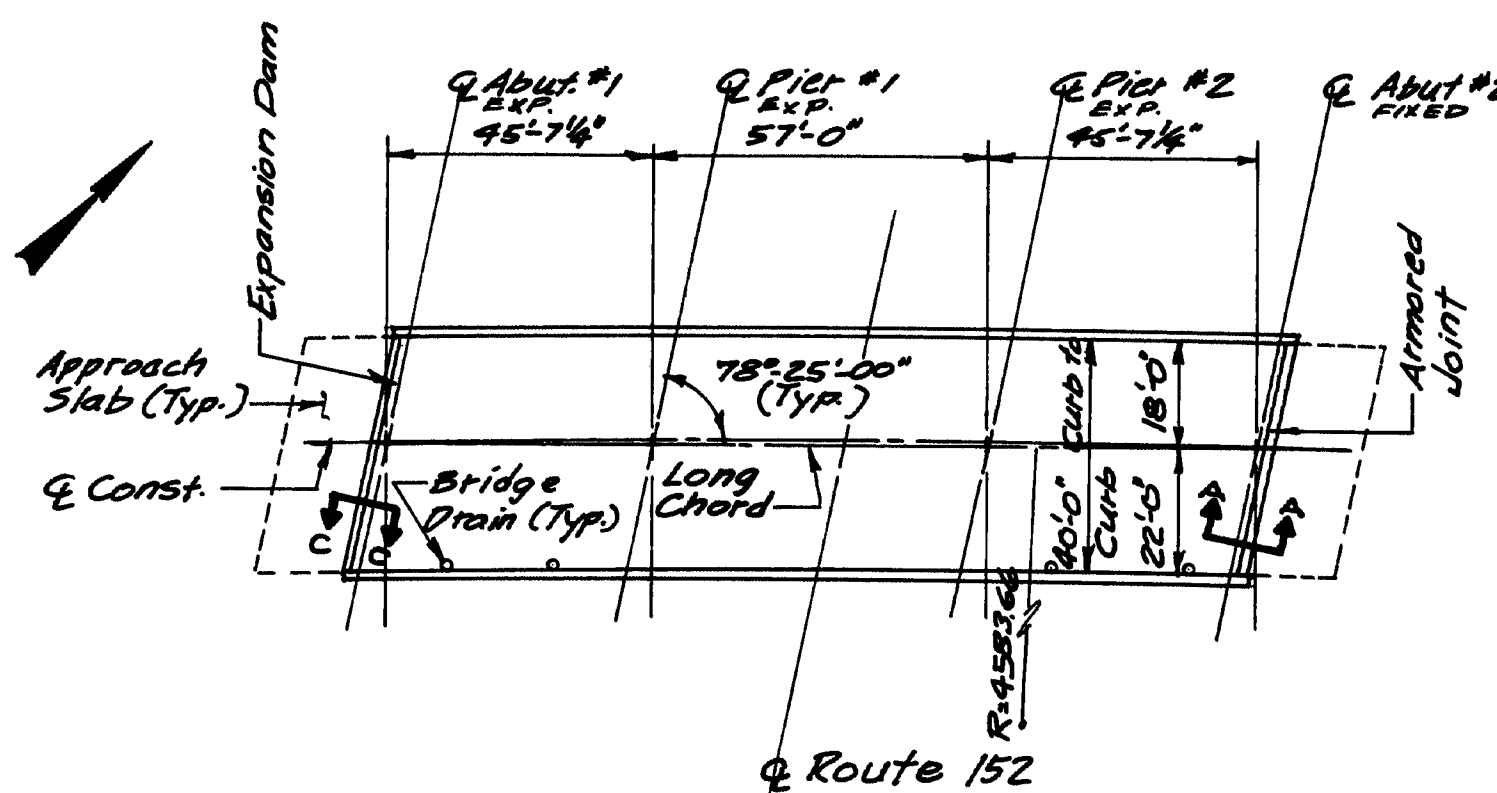 Expansion Dam
℄ Abut. #1
EXP.
45'-7¼"
℄ Pier #1
EXP.
57'-0"
℄ Pier #2
EXP.
45'-7¼"
℄ Abut #2
FIXED
Armored
Joint
Approach
Slab (Typ.)
78°-25'-00"
(Typ.)
40'-0" Curb to
Curb
18'-0"
22'-0"
℄ Const.
Bridge
Drain (Typ.)
Long
Chord
C
C
A
A
R=4583.66
℄ Route 152